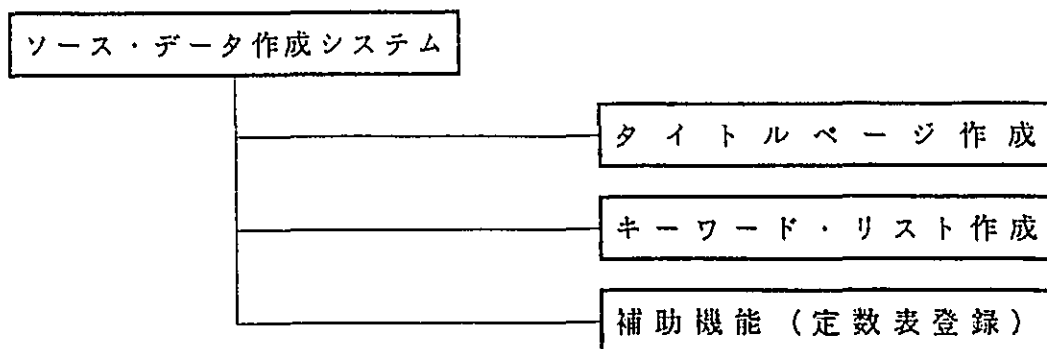 ソース・データ作成システム
タイトルページ作成
キーワード・リスト作成
補助機能（定数表登録）